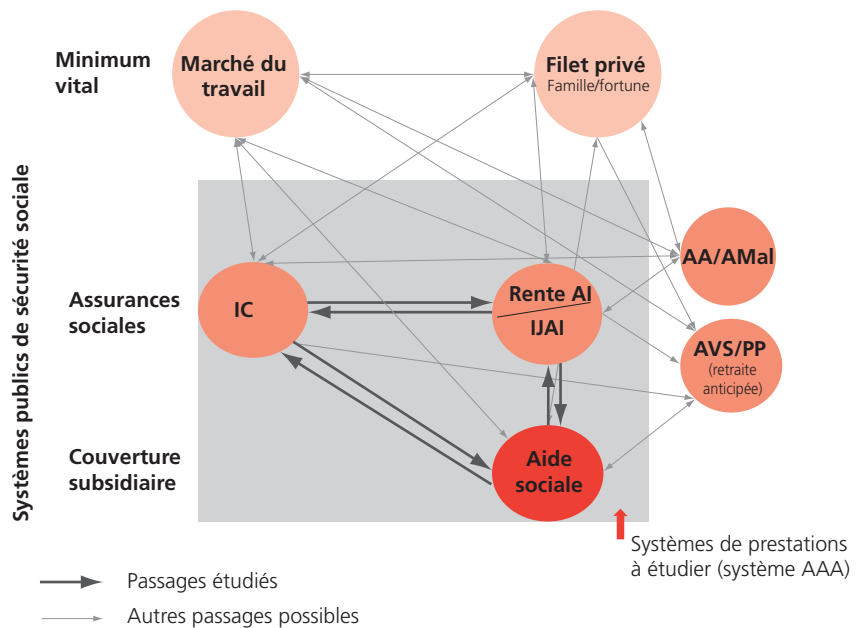 Minimum
vital
Marché du
travail
Filet privé
Famille/fortune
Systèmes publics de sécurité sociale
Assurances
sociales
IC
Rente AI
IJAI
AA/AMal
AVS/PP
(retraite
anticipée)
Couverture
subsidiaire
Aide
sociale
Systèmes de prestations
à étudier (système AAA)
Passages étudiés
Autres passages possibles